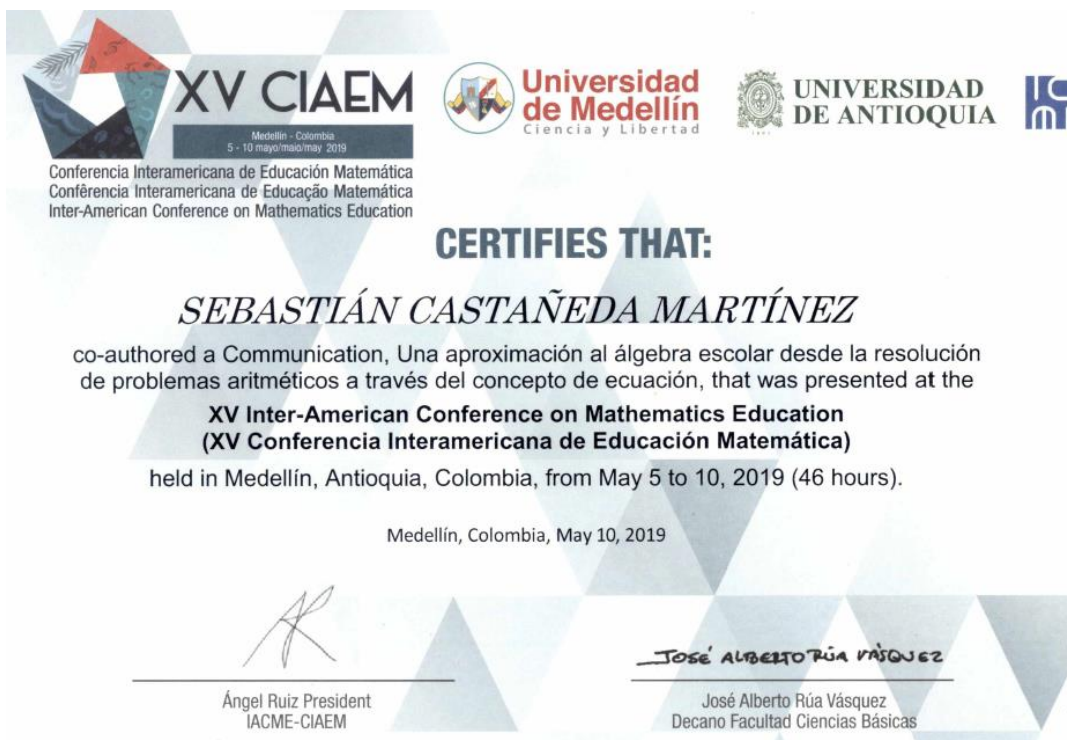 XV CIAEM
Medellín - Colombia
5 - 10 mayo/maio/may 2019
Conferencia Interamericana de Educación Matemática
Conferência Interamericana de Educação Matemática
Inter-American Conference on Mathematics Education
Universidad
de Medellín
Ciencia y Libertad
UNIVERSIDAD
DE ANTIOQUIA
CERTIFIES THAT:
SEBASTIÁN CASTAÑEDA MARTÍNEZ
co-authored a Communication, Una aproximación al álgebra escolar desde la resolución
de problemas aritméticos a través del concepto de ecuación, that was presented at the
XV Inter-American Conference on Mathematics Education
(XV Conferencia Interamericana de Educación Matemática)
held in Medellín, Antioquia, Colombia, from May 5 to 10, 2019 (46 hours).
Medellín, Colombia, May 10, 2019
JOSÉ ALBERTO RÚA VÁSQUEZ
Ángel Ruiz President
IACME-CIAEM
José Alberto Rúa Vásquez
Decano Facultad Ciencias Básicas